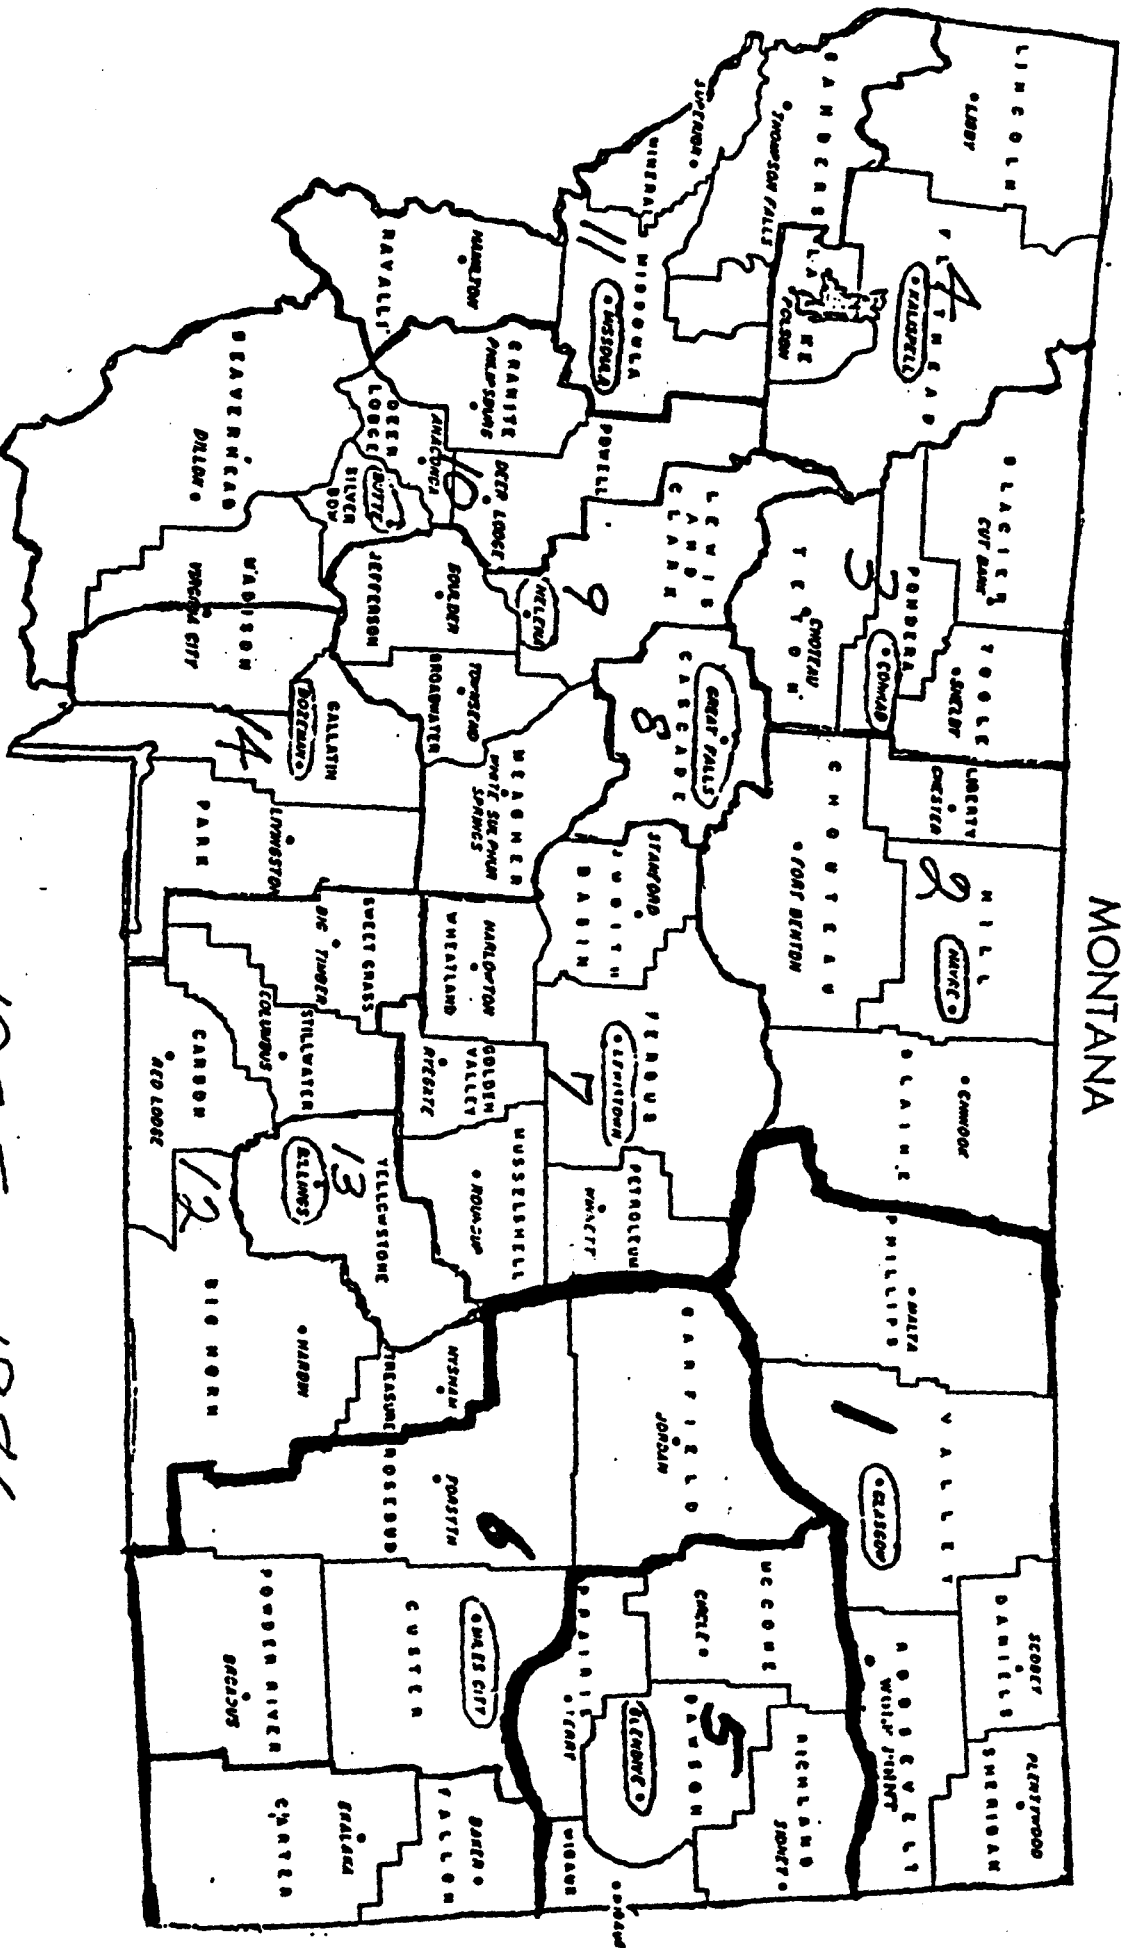 MONTANA
LINCOLN
LIBBY
FLATHEAD
4
KALISPELL
SANDERS
THOMPSON FALLS
LAKE
POLSON
SUPERIOR
MINERAL
MISSOULA
11
MISSOULA
RAVALLI
HAMILTON
GRANITE
PHILIPSBURG
DEER LODGE
ANACONDA
10
DEER LODGE
POWELL
SILVER BOW
BUTTE
BEAVERHEAD
DILLON
MADISON
VIRGINIA CITY
JEFFERSON
BOULDER
LEWIS AND CLARK
9
HELENA
BROADWATER
TOWNSEND
GALLATIN
BOZEMAN
14
PARK
LIVINGSTON
MEAGHER
WHITE SULPHUR SPRINGS
CASCADE
GREAT FALLS
8
TETON
CHOTEAU
3
PONDERA
CONRAD
GLACIER
CUT BANK
TOOLE
SHELBY
LIBERTY
CHESTER
HILL
2
HAVRE
CHOUTEAU
FORT BENTON
JUDITH BASIN
STANFORD
FERGUS
7
LEWISTOWN
WHEATLAND
HARLOWTON
SWEET GRASS
BIG TIMBER
STILLWATER
COLUMBUS
CARBON
RED LODGE
GOLDEN VALLEY
RYEGATE
MUSSELSHELL
ROUNDUP
PETROLEUM
WINNETT
YELLOWSTONE
13
BILLINGS
12
BIG HORN
HARDIN
TREASURE
HYSHAM
BLAINE
CHINOOK
PHILLIPS
MALTA
VALLEY
1
GLASGOW
GARFIELD
JORDAN
ROSEBUD
FORSYTH
6
DANIELS
SCOBEY
SHERIDAN
PLENTYWOOD
ROOSEVELT
WOLF POINT
MCCONE
CIRCLE
RICHLAND
SIDNEY
DAWSON
5
GLENDIVE
PRAIRIE
TERRY
WIBAUX
WIBAUX
CUSTER
MILES CITY
FALLON
BAKER
POWDER RIVER
BROADUS
CARTER
EKALAKA